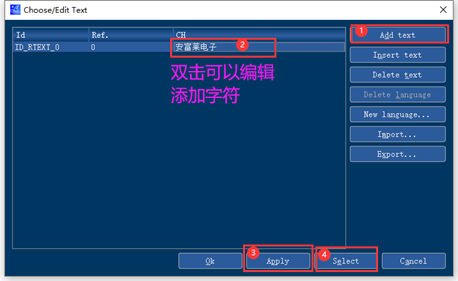 Choose/Edit Text
1 Add text
Id Ref. CH
ID_RTEXT_0 0 安富莱电子 2
Insert text
双击可以编辑
添加字符
Delete text
Delete language
New language...
Import...
Export...
Ok
3 Apply
4 Select
Cancel